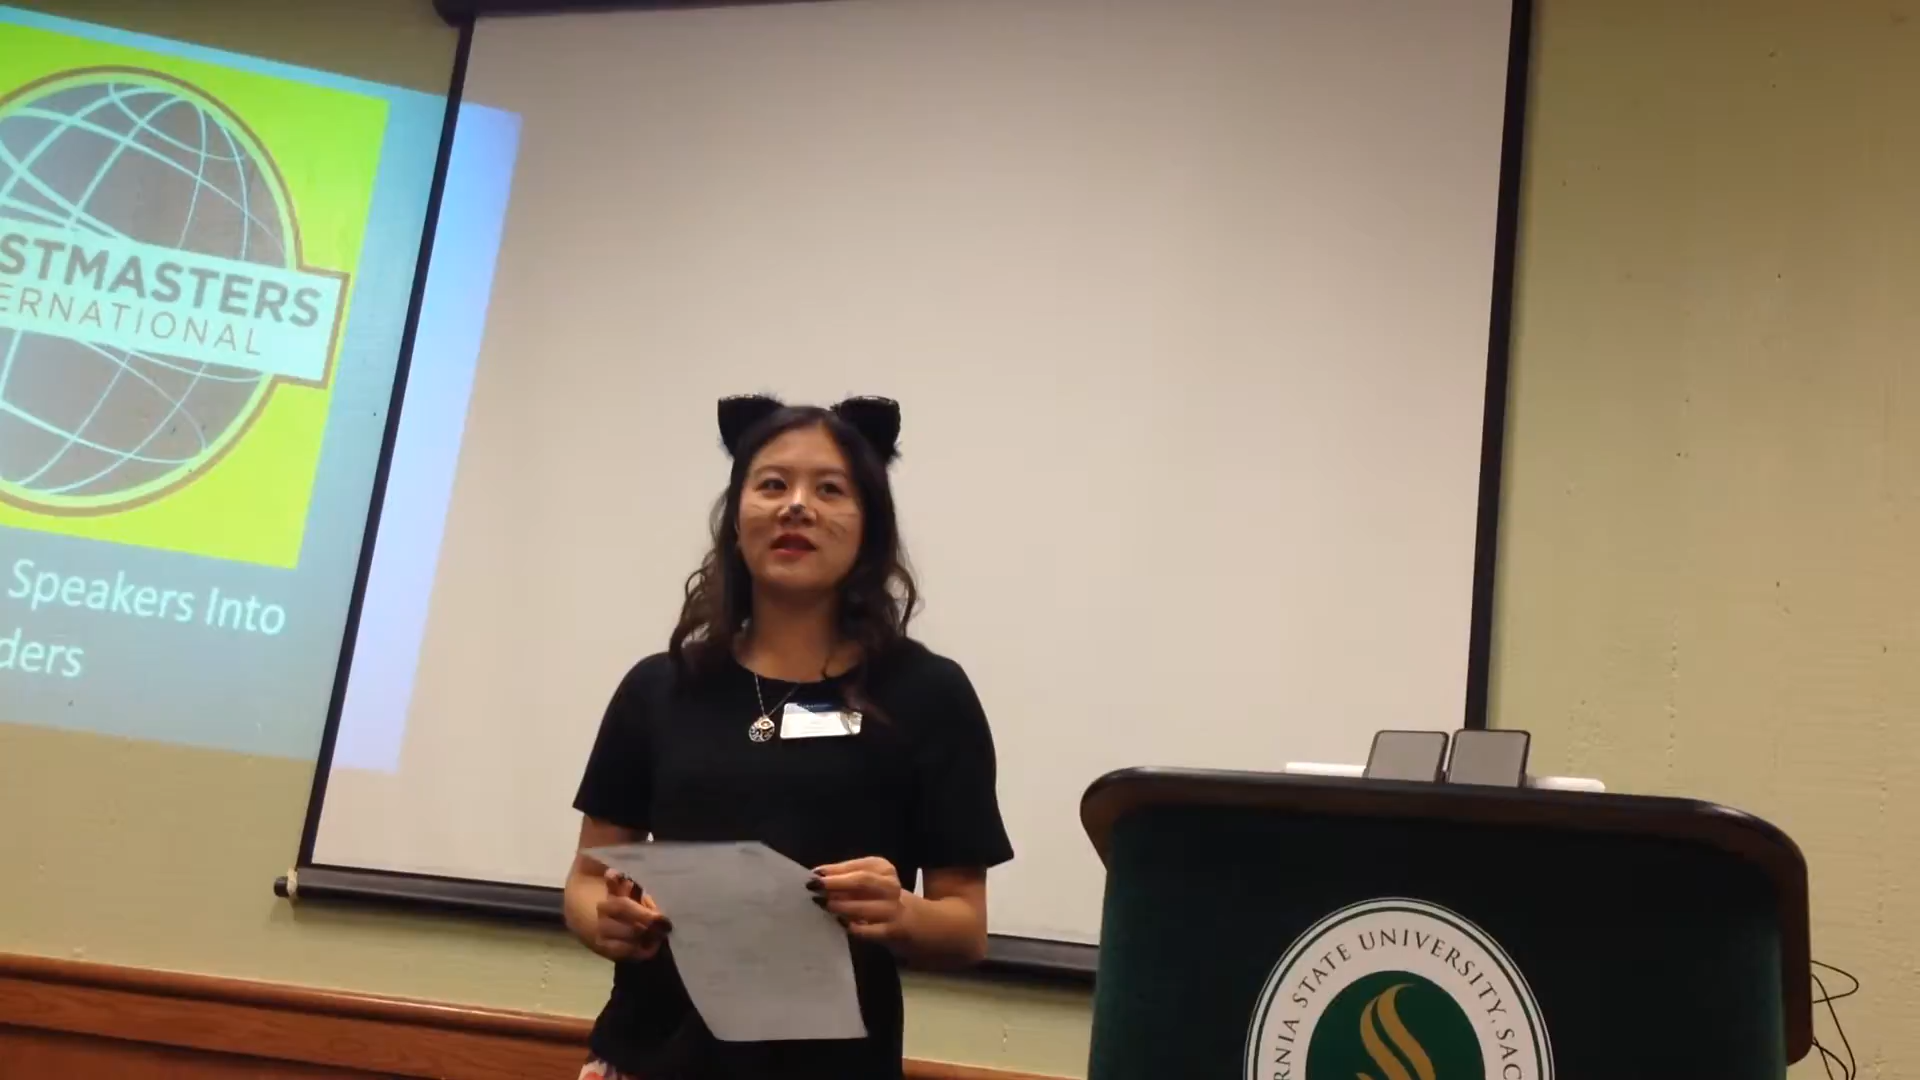 STMASTERS
ERNATIONAL
Speakers Into
ders
RNIA STATE UNIVERSITY, SAC